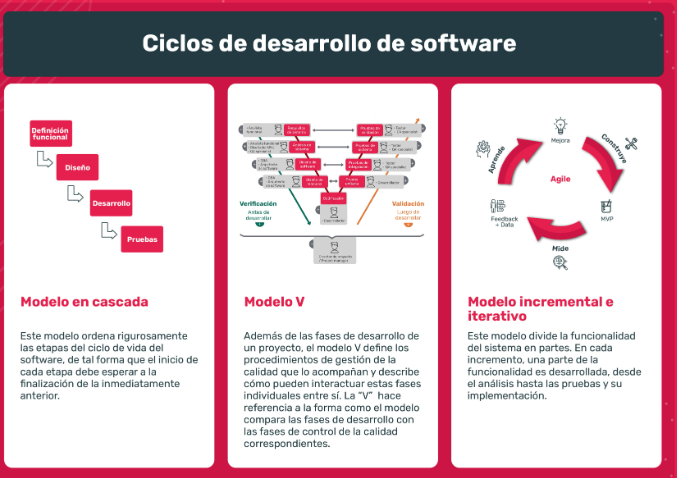 Ciclos de desarrollo de software
Definición
funcional
Diseño
Desarrollo
Pruebas
Modelo en cascada
Este modelo ordena rigurosamente
las etapas del ciclo de vida del
software, de tal forma que el inicio de
cada etapa debe esperar a la
finalización de la inmediatamente
anterior.
Verificación
Antes de
desarrollar
Validación
Luego de
desarrollar
Modelo V
Además de las fases de desarrollo de
un proyecto, el modelo V define los
procedimientos de gestión de la
calidad que lo acompañan y describe
cómo pueden interactuar estas fases
individuales entre sí. La “V” hace
referencia a la forma como el modelo
compara las fases de desarrollo con
las fases de control de la calidad
correspondientes.
Mejora
Aprende
Construye
Agile
Feedback
+ Data
MVP
Mide
Modelo incremental e
iterativo
Este modelo divide la funcionalidad
del sistema en partes. En cada
incremento, una parte de la
funcionalidad es desarrollada, desde
el análisis hasta las pruebas y su
implementación.